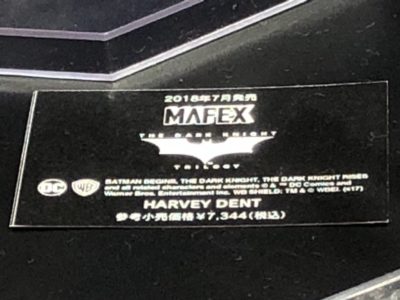 2018年7月発売
MAFEX
THE DARK KNIGHT
TRILOGY
DC
BATMAN BEGINS, THE DARK KNIGHT, THE DARK KNIGHT RISES
and all related characters and elements © & ™ DC Comics and
Warner Bros. Entertainment Inc. WB SHIELD: TM & © WBEI. (s17)
HARVEY DENT
参考小売価格¥7,344(税込)